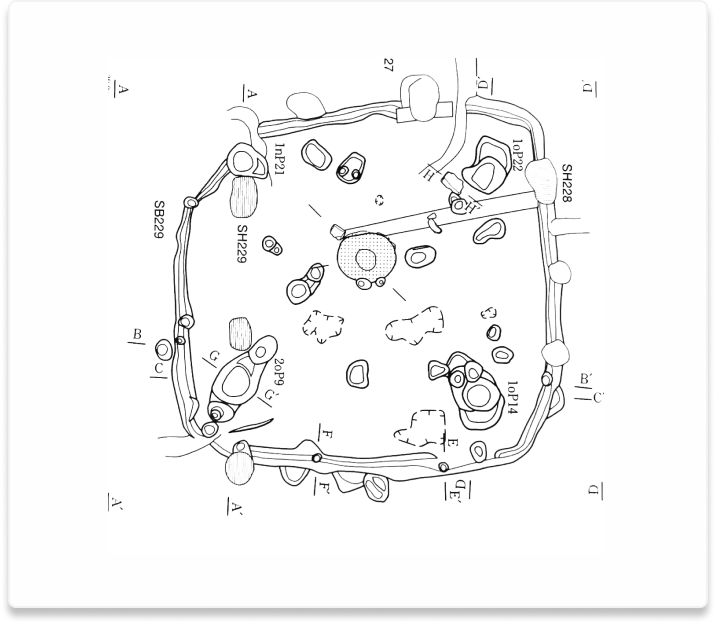 27
A
A
D'
D'
1nP21
1oP22
H
H'
SH228
SB229
SH229
B
C
G
G'
2oP9
1oP14
B'
C'
F
E
F'
E'
D
D
A'
A'